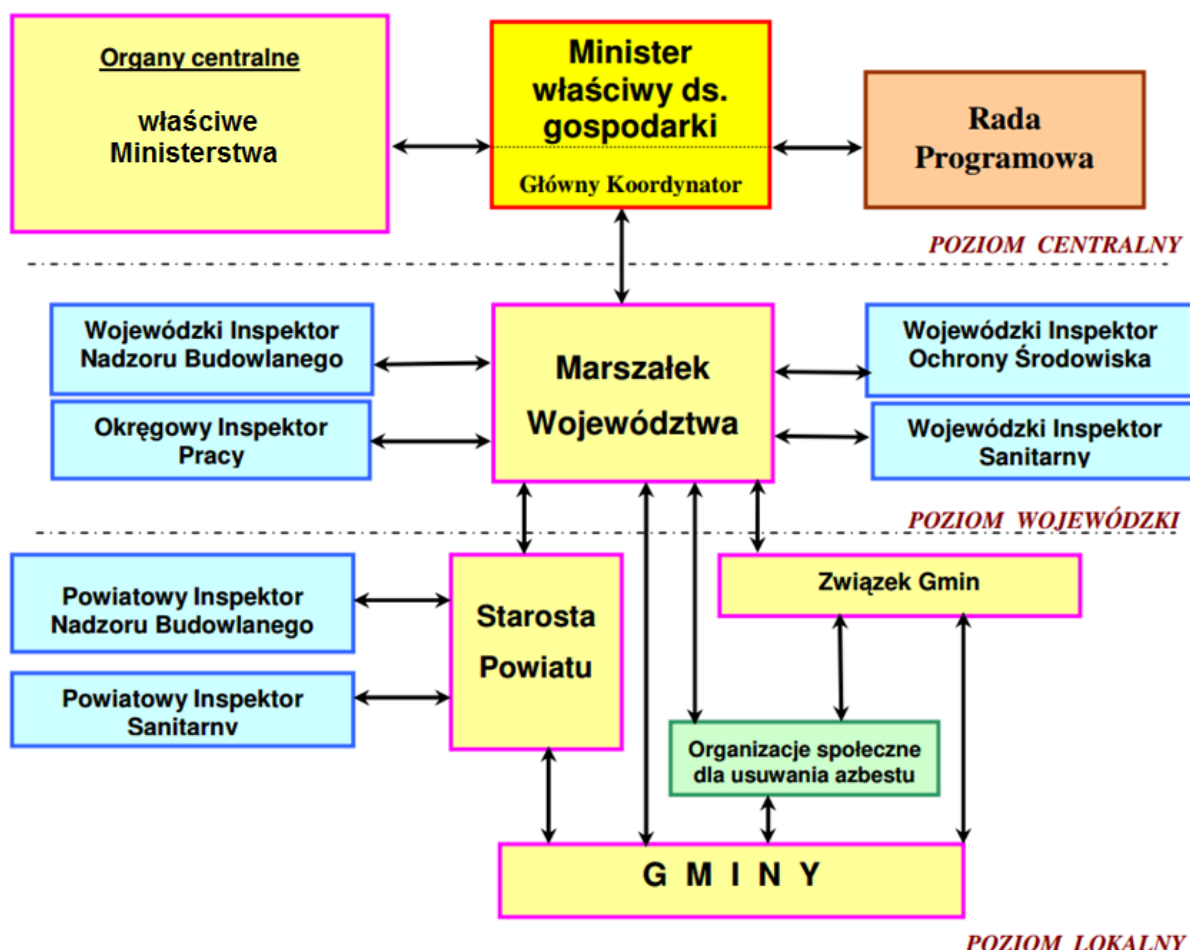 Organy centralne
właściwe
Ministerstwa
Minister
właściwy ds.
gospodarki
Główny Koordynator
Rada
Programowa
POZIOM CENTRALNY
Wojewódzki Inspektor
Nadzoru Budowlanego
Okręgowy Inspektor
Pracy
Marszałek
Województwa
Wojewódzki Inspektor
Ochrony Środowiska
Wojewódzki Inspektor
Sanitarny
POZIOM WOJEWÓDZKI
Powiatowy Inspektor
Nadzoru Budowlanego
Powiatowy Inspektor
Sanitarny
Starosta
Powiatu
Związek Gmin
Organizacje społeczne
dla usuwania azbestu
G M I N Y
POZIOM LOKALNY